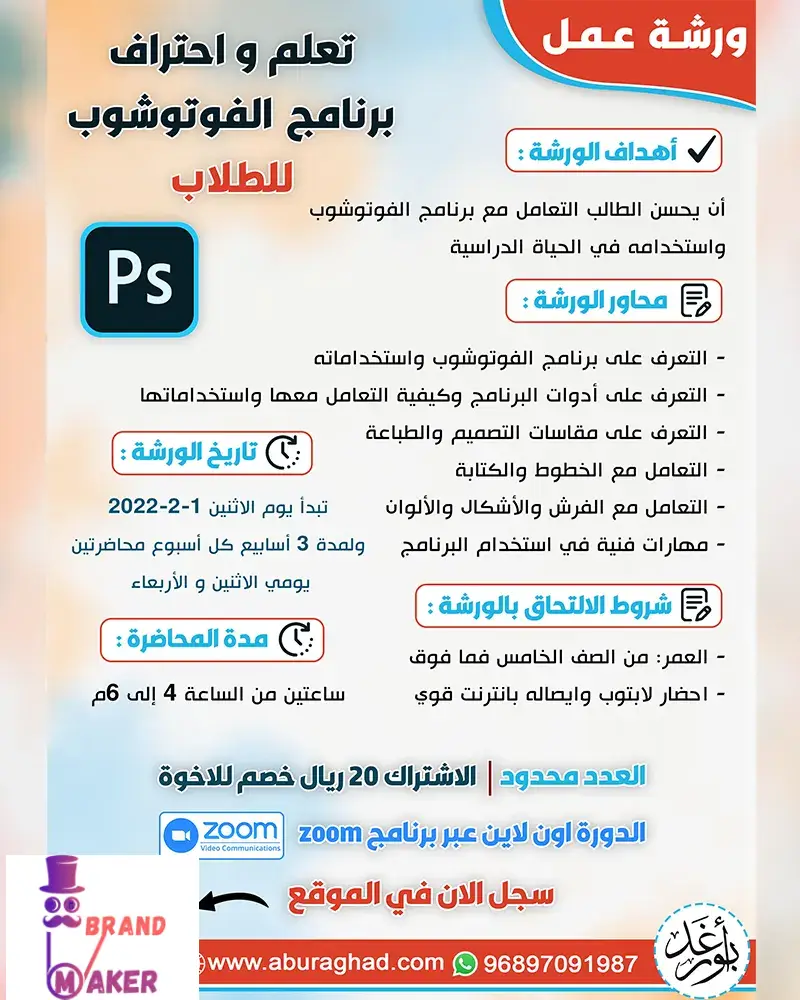 ورشة عمل
تعلم و احتراف
برنامج الفوتوشوب
للطلاب
Ps
أهداف الورشة :
أن يحسن الطالب التعامل مع برنامج الفوتوشوب
واستخدامه في الحياة الدراسية
محاور الورشة :
- التعرف على برنامج الفوتوشوب واستخداماته
- التعرف على أدوات البرنامج وكيفية التعامل معها واستخداماتها
- التعرف على مقاسات التصميم والطباعة
- التعامل مع الخطوط والكتابة
- التعامل مع الفرش والأشكال والألوان
- مهارات فنية في استخدام البرنامج
تاريخ الورشة :
تبدأ يوم الاثنين 1-2-2022
ولمدة 3 أسابيع كل أسبوع محاضرتين
يومي الاثنين و الأربعاء
شروط الالتحاق بالورشة :
- العمر: من الصف الخامس فما فوق
- احضار لابتوب وايصاله بانترنت قوي
مدة المحاضرة :
ساعتين من الساعة 4 إلى 6م
العدد محدود | الاشتراك 20 ريال خصم للاخوة
الدورة اون لاين عبر برنامج zoom
zoom
Video Communications
سجل الان في الموقع
BRAND
MAKER
www.aburaghad.com
96897091987
أبورغد